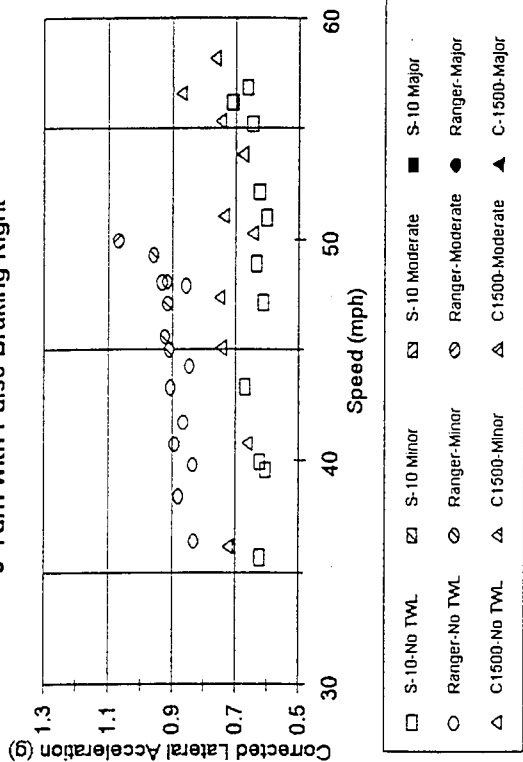 J-Turn with Pulse Braking Right
Corrected Lateral Acceleration (g)
1.3
1.1
0.9
0.7
0.5
30
40
50
60
Speed (mph)
S-10-No TWL
S-10 Minor
S-10 Moderate
S-10 Major
Ranger-No TWL
Ranger-Minor
Ranger-Moderate
Ranger-Major
C1500-No TWL
C1500-Minor
C1500-Moderate
C-1500-Major